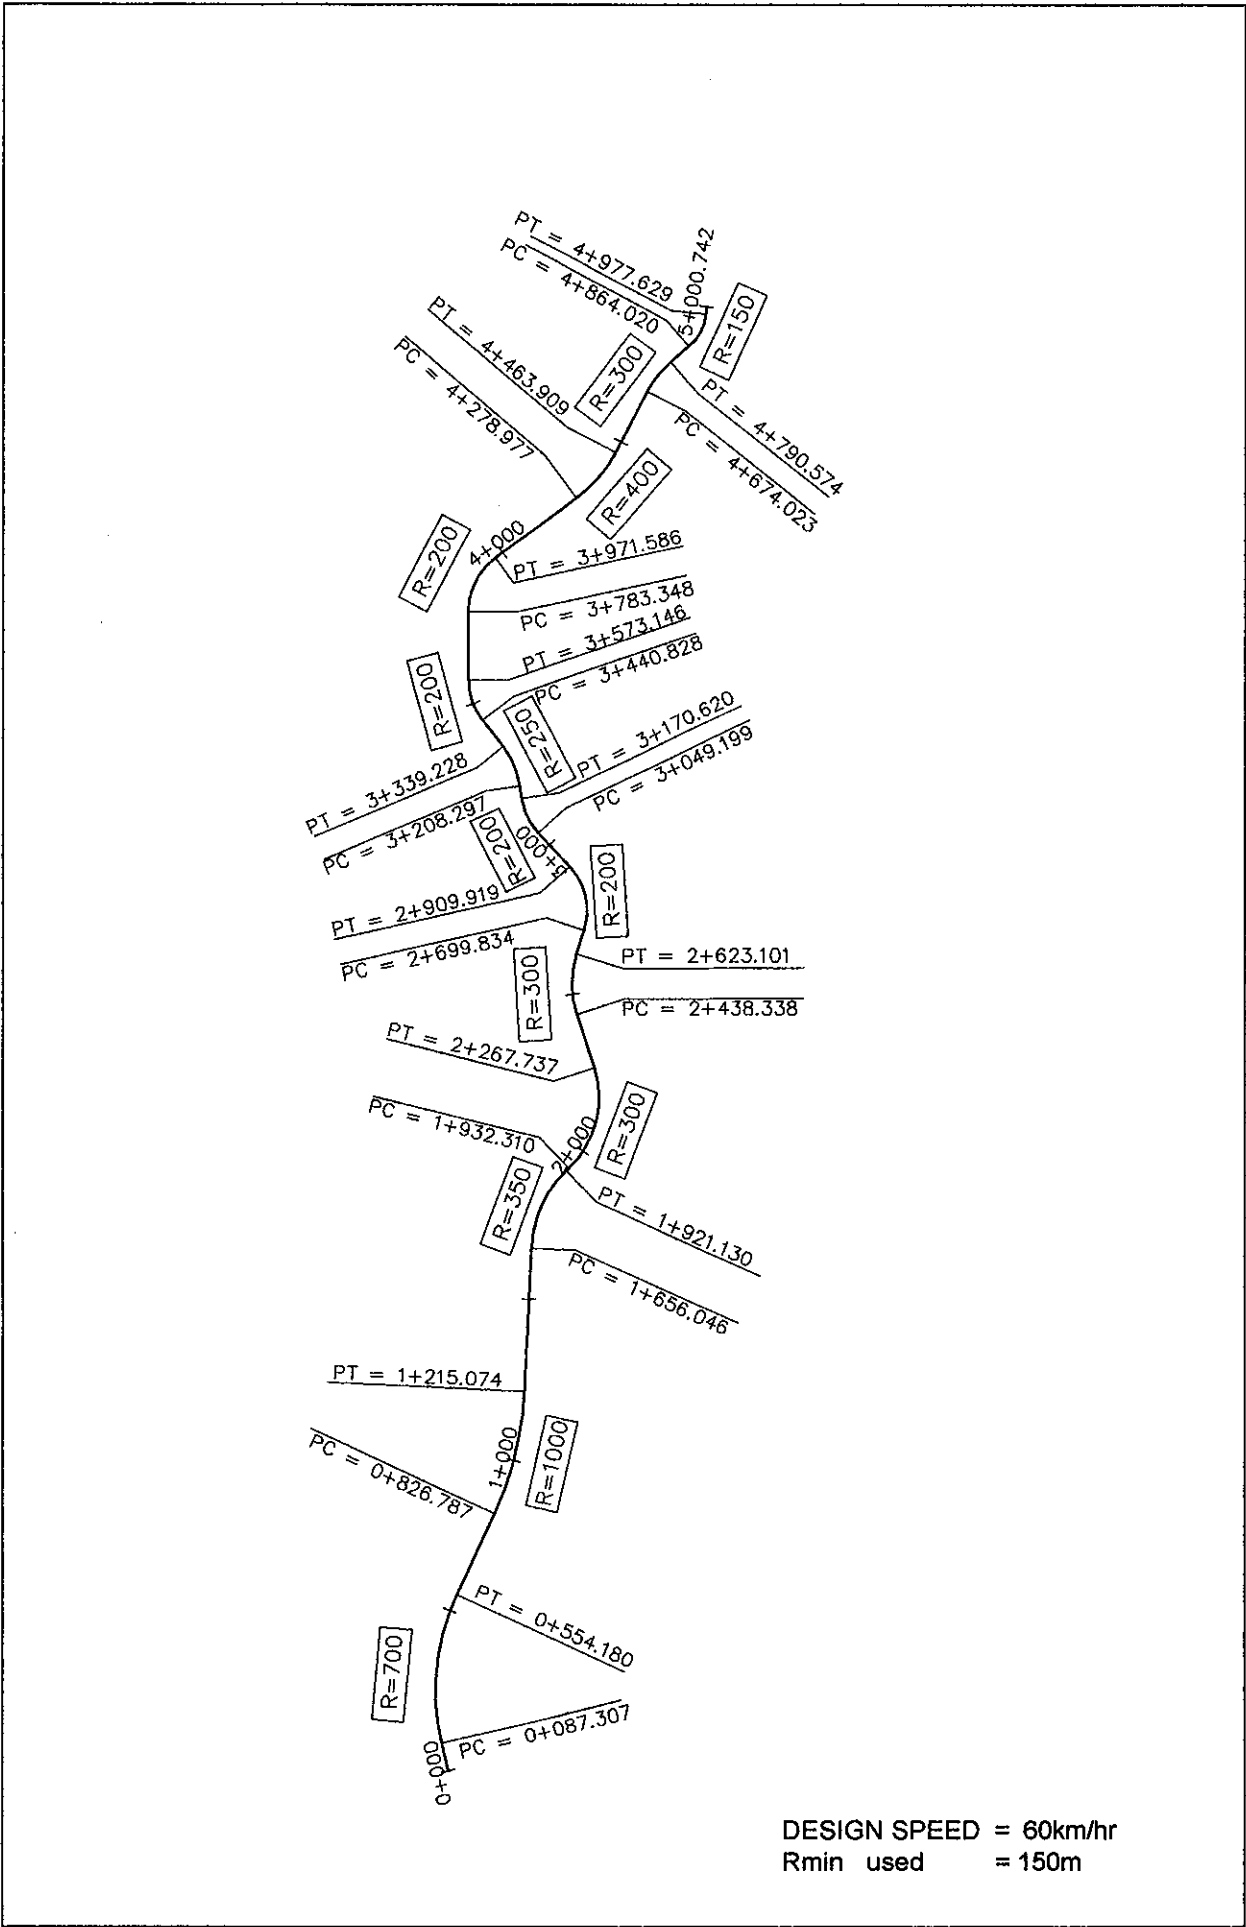 PT = 4+977.629
PC = 4+864.020
5+000.742
R=150
PT = 4+463.909
PC = 4+278.977
R=300
PT = 4+790.574
PC = 4+674.023
R=400
R=200
4+000
PT = 3+971.586
PC = 3+783.348
PT = 3+573.146
PC = 3+440.828
R=200
R=250
PT = 3+170.620
PC = 3+049.199
PT = 3+339.228
PC = 3+208.297
R=200
3+000
R=200
PT = 2+909.919
PC = 2+699.834
PT = 2+623.101
R=300
PC = 2+438.338
PT = 2+267.737
PC = 1+932.310
2+000
R=300
R=350
PT = 1+921.130
PC = 1+656.046
PT = 1+215.074
PC = 0+826.787
1+000
R=1000
PT = 0+554.180
R=700
PC = 0+087.307
0+000
DESIGN SPEED = 60km/hr
Rmin used = 150m